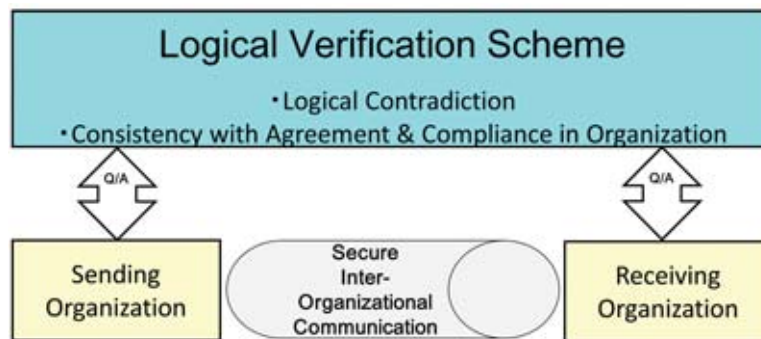 Logical Verification Scheme
・Logical Contradiction
・Consistency with Agreement & Compliance in Organization
Q/A
Q/A
Sending
Organization
Secure
Inter-
Organizational
Communication
Receiving
Organization